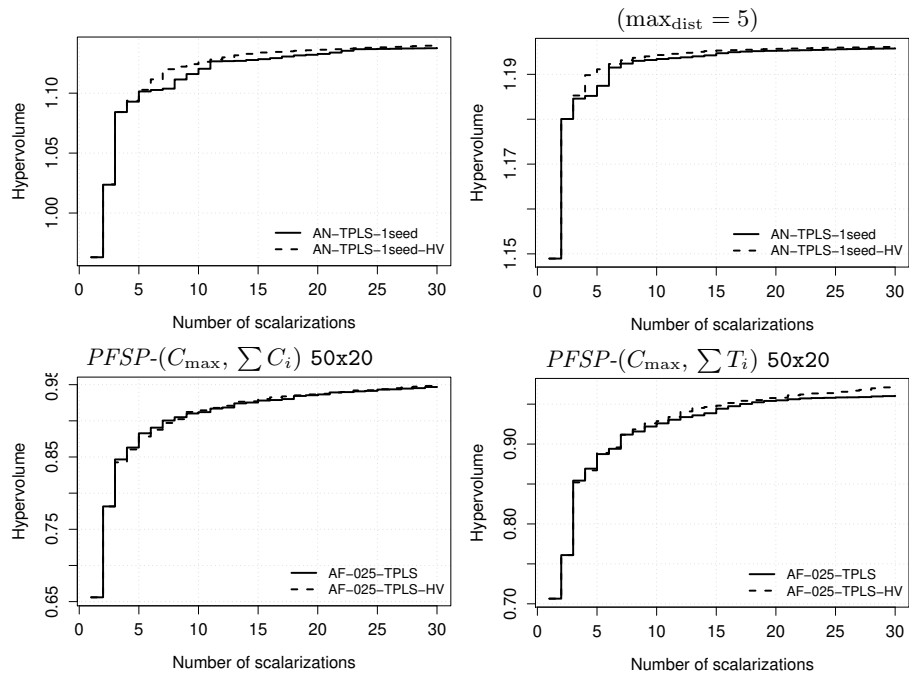 (max_dist = 5)
Hypervolume
1.00 1.05 1.10
AN−TPLS−1seed
AN−TPLS−1seed−HV
0 5 10 15 20 25 30
Number of scalarizations
Hypervolume
1.15 1.17 1.19
AN−TPLS−1seed
AN−TPLS−1seed−HV
0 5 10 15 20 25 30
Number of scalarizations
PFSP-(C_max, ∑ C_i) 50x20
Hypervolume
0.65 0.75 0.85 0.95
AF−025−TPLS
AF−025−TPLS−HV
0 5 10 15 20 25 30
Number of scalarizations
PFSP-(C_max, ∑ T_i) 50x20
Hypervolume
0.70 0.80 0.90
AF−025−TPLS
AF−025−TPLS−HV
0 5 10 15 20 25 30
Number of scalarizations